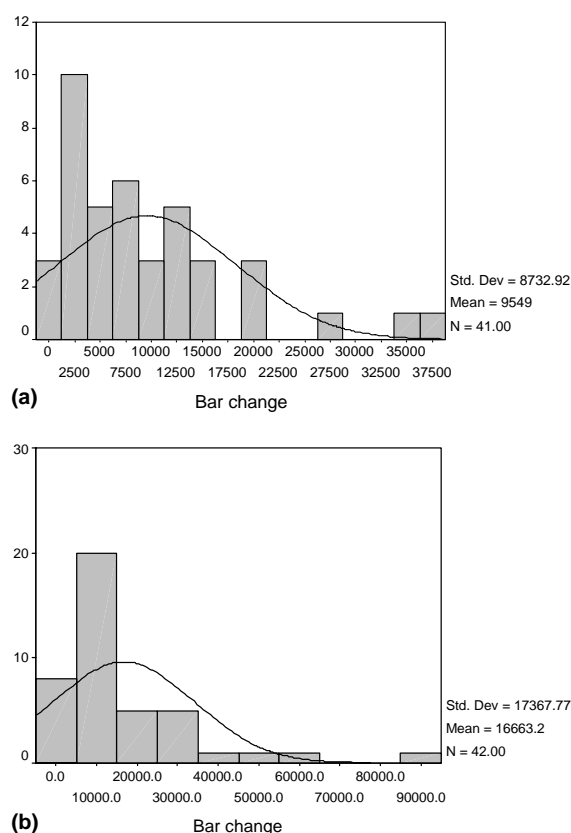 12
10
8
6
4
2
0
0 5000 10000 15000 20000 25000 30000 35000
2500 7500 12500 17500 22500 27500 32500 37500
Std. Dev = 8732.92
Mean = 9549
N = 41.00
(a)
Bar change
30
20
10
0
0.0 20000.0 40000.0 60000.0 80000.0
10000.0 30000.0 50000.0 70000.0 90000.0
Std. Dev = 17367.77
Mean = 16663.2
N = 42.00
(b)
Bar change